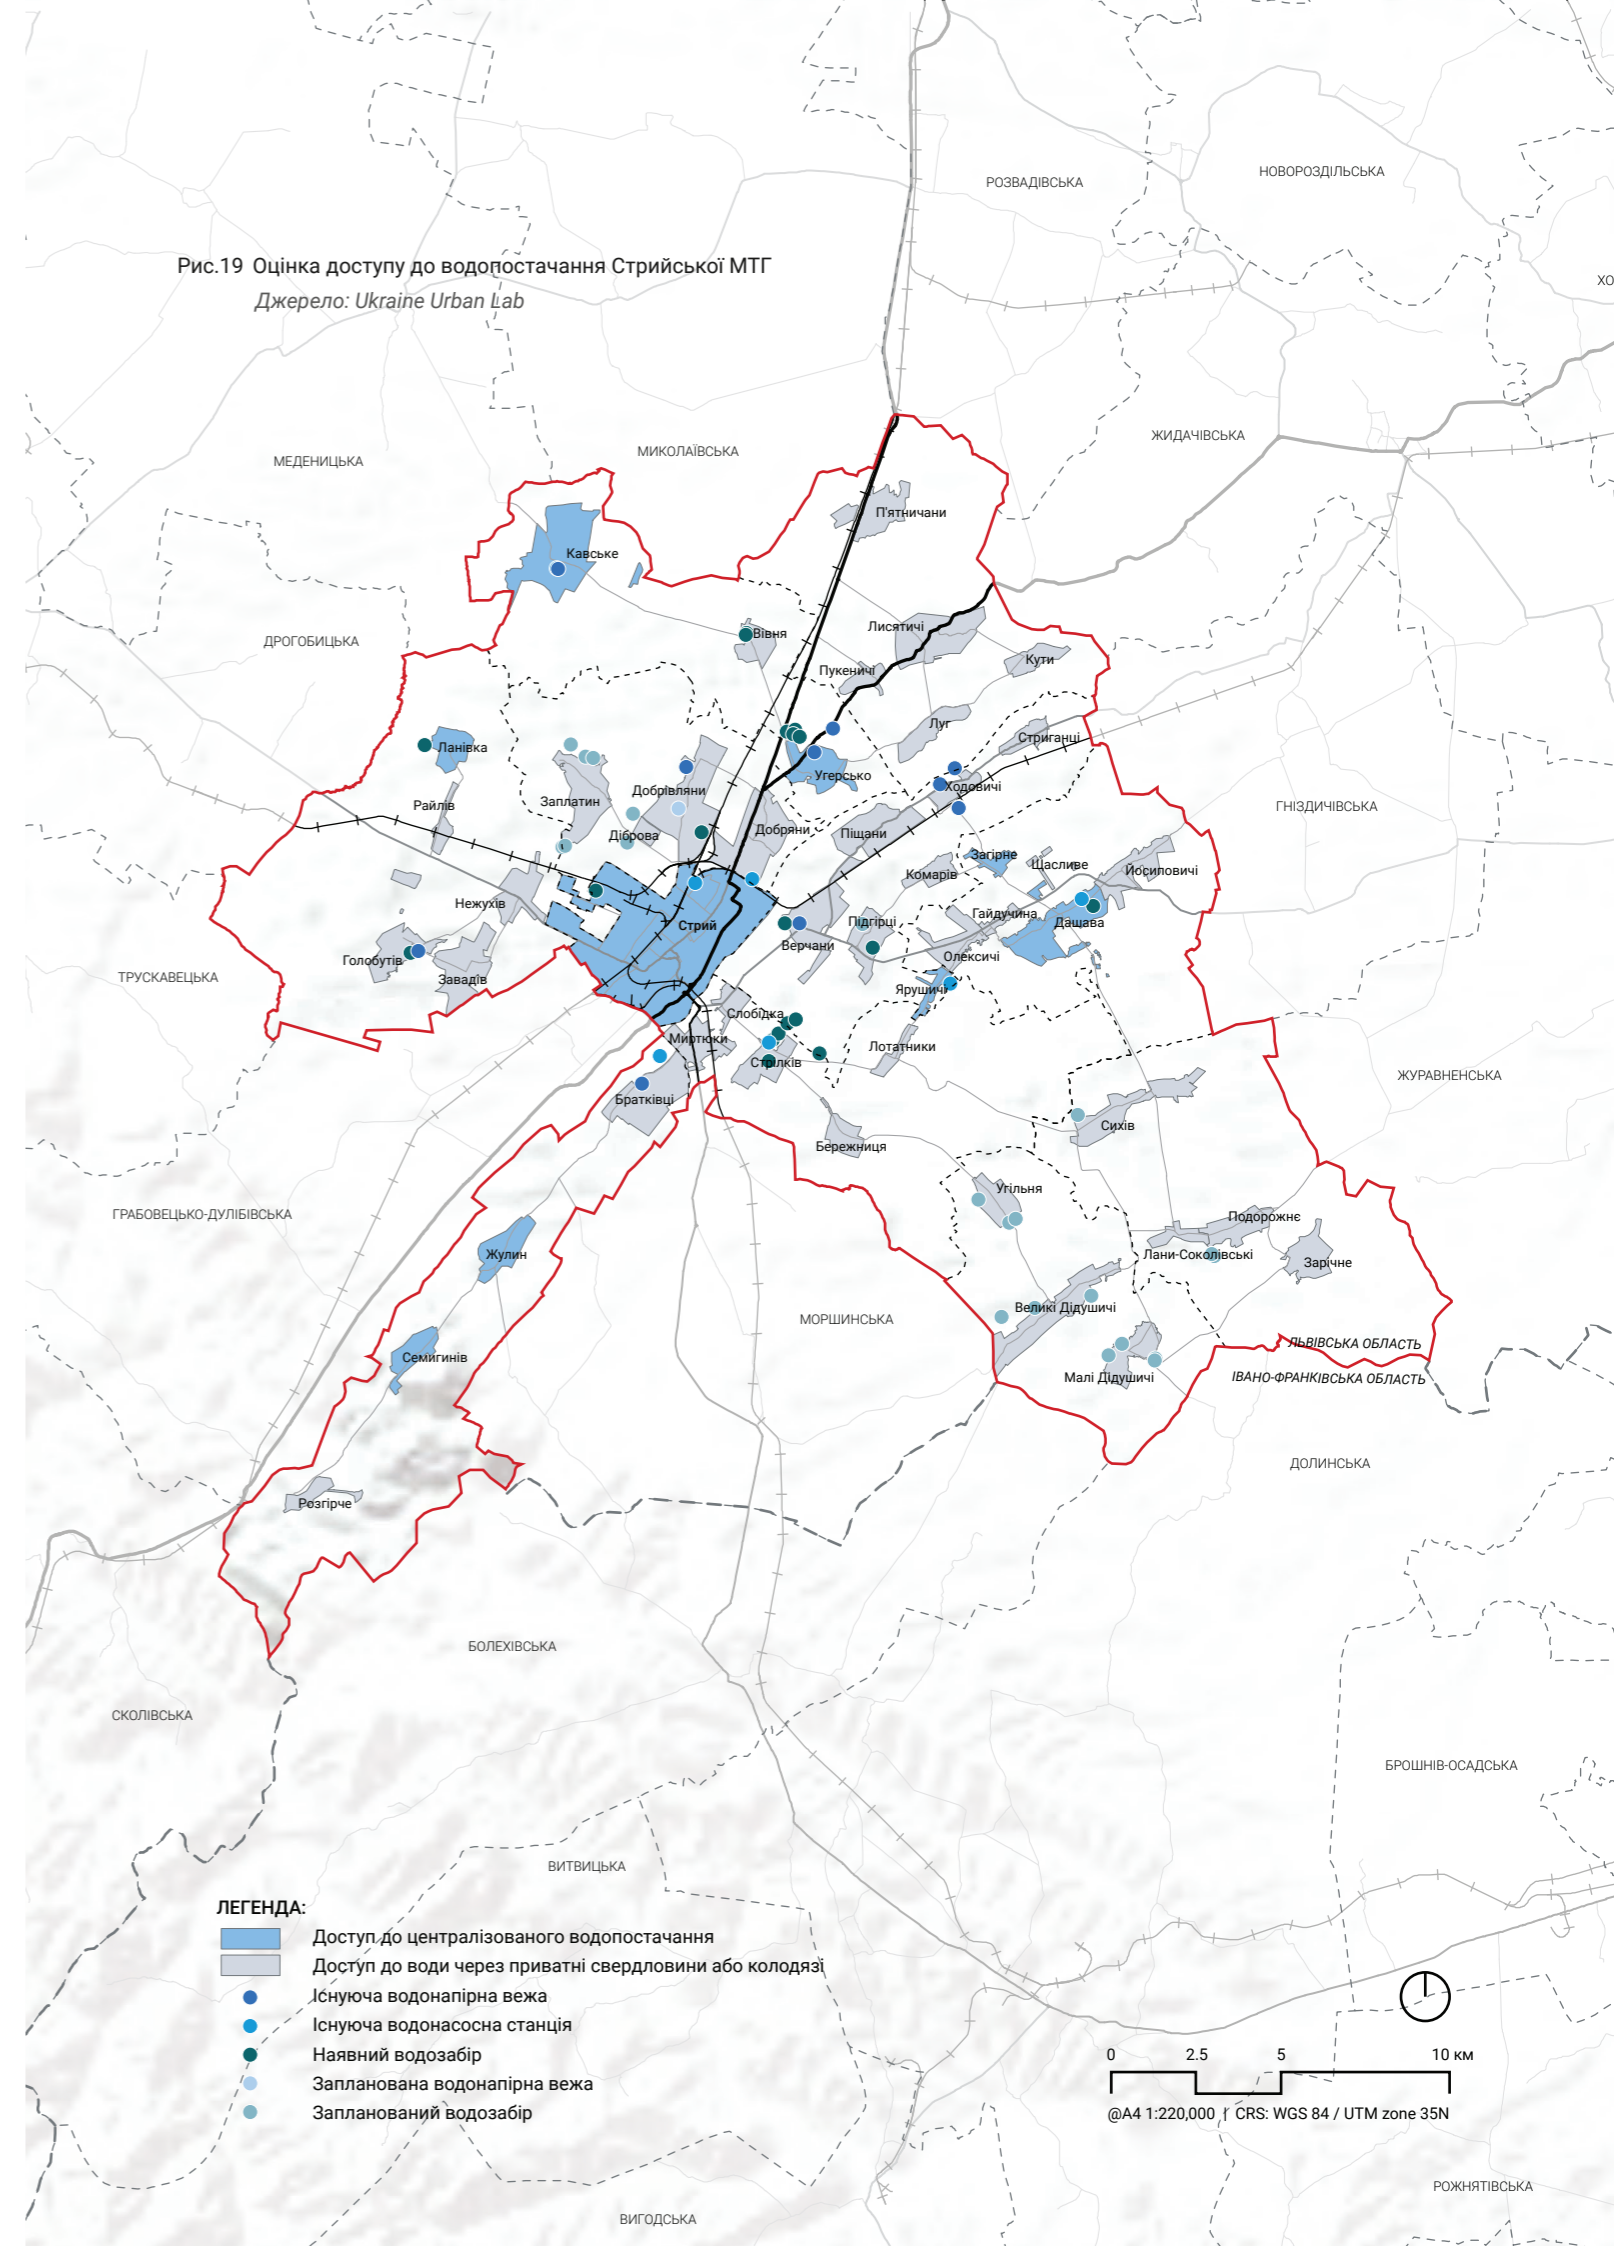 РОЗВАДІВСЬКА
НОВОРОЗДІЛЬСЬКА
Рис.19 Оцінка доступу до водопостачання Стрийської МТГ
ХО
Джерело: Ukraine Urban Lab
ЖИДАЧІВСЬКА
МИКОЛАЇВСЬКА
МЕДЕНИЦЬКА
П'ятничани
Кавське
Лисятичі
Вівня
ДРОГОБИЦЬКА
Кути
Пукеничі
Луг
Стриганці
Ланівка
Угерсько
Ходовичі
Добрівляни
Заплатин
Райлів
ГНІЗДИЧІВСЬКА
Добряни
Піщани
Діброва
Загірне
Щасливе
Йосиповичі
Комарів
Нежухів
Гайдучина
Стрий
Підгірці
Дашава
Верчани
Олексичі
Голобутів
ТРУСКАВЕЦЬКА
Завадів
Ярушичі
Слобідка
Миртюки
Лотатники
Стрілків
ЖУРАВНЕНСЬКА
Братківці
Сихів
Бережниця
Угільня
ГРАБОВЕЦЬКО-ДУЛІБІВСЬКА
Подорожнє
Жулин
Лани-Соколівські
Зарічне
Великі Дідушичі
МОРШИНСЬКА
ЛЬВІВСЬКА ОБЛАСТЬ
Семигинів
Малі Дідушичі
ІВАНО-ФРАНКІВСЬКА ОБЛАСТЬ
ДОЛИНСЬКА
Розгірче
БОЛЕХІВСЬКА
СКОЛІВСЬКА
БРОШНІВ-ОСАДСЬКА
ВИТВИЦЬКА
ЛЕГЕНДА:
Доступ до централізованого водопостачання
Доступ до води через приватні свердловини або колодязі
Існуюча водонапірна вежа
Існуюча водонасосна станція
Наявний водозабір
Запланована водонапірна вежа
Запланований водозабір
0 2.5 5 10 км
@A4 1:220,000 | CRS: WGS 84 / UTM zone 35N
РОЖНЯТІВСЬКА
ВИГОДСЬКА